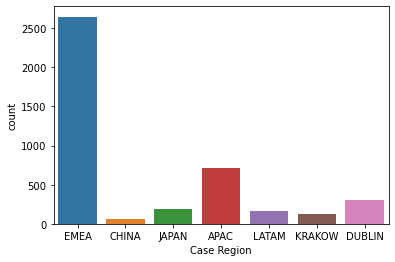 2500
2000
1500
1000
500
0
count
EMEA CHINA JAPAN APAC LATAM KRAKOW DUBLIN
Case Region